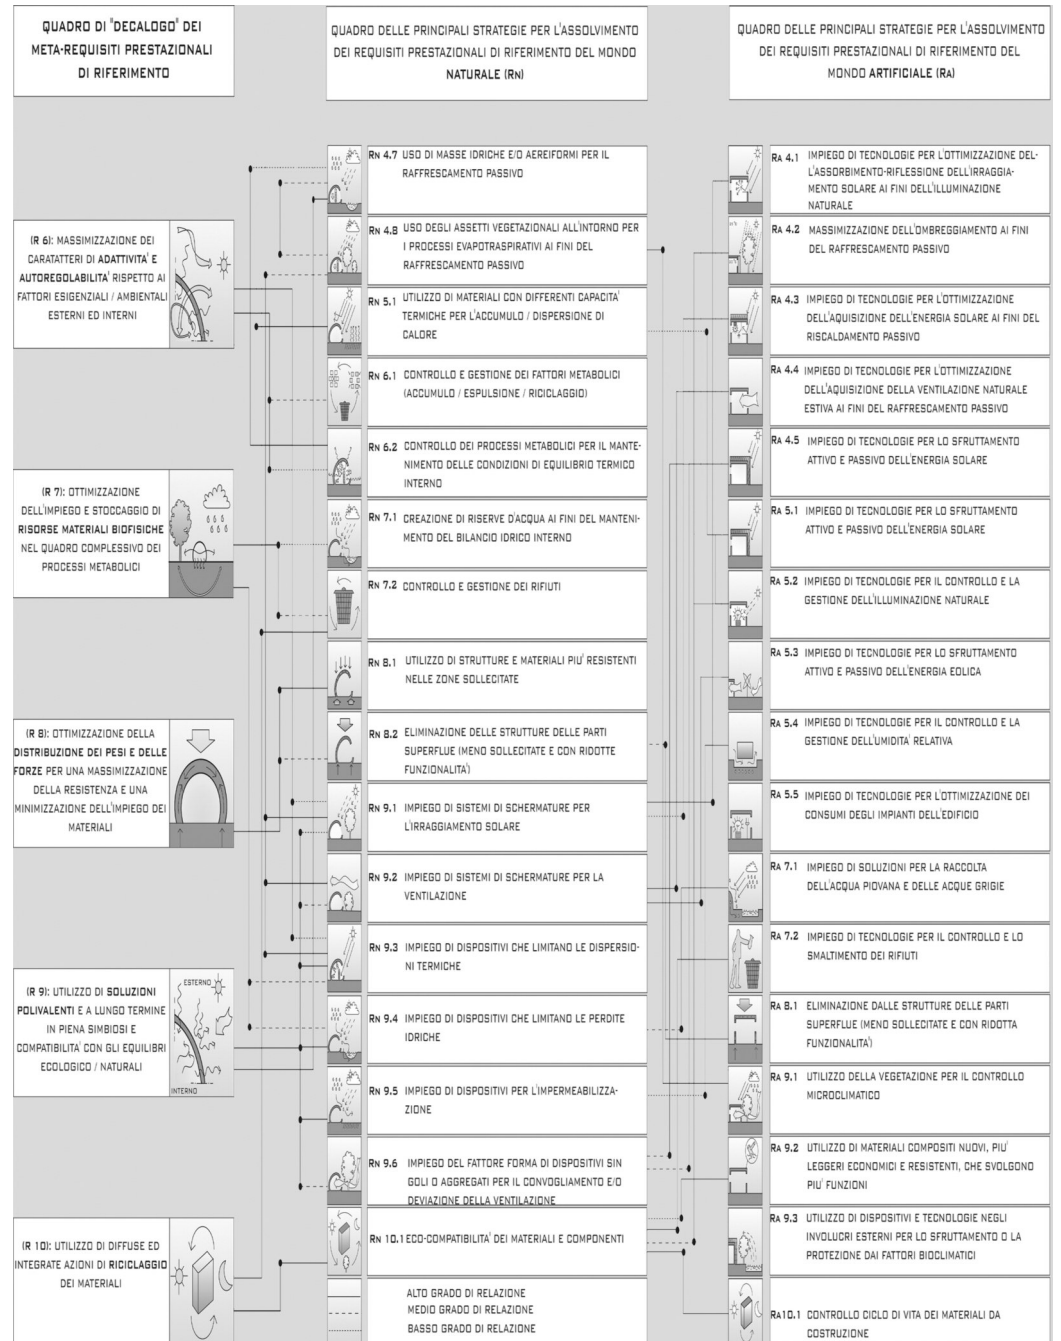 QUADRO DI "DECALOGO" DEI
META-REQUISITI PRESTAZIONALI
DI RIFERIMENTO
QUADRO DELLE PRINCIPALI STRATEGIE PER L'ASSOLVIMENTO
DEI REQUISITI PRESTAZIONALI DI RIFERIMENTO DEL MONDO
NATURALE (RN)
QUADRO DELLE PRINCIPALI STRATEGIE PER L'ASSOLVIMENTO
DEI REQUISITI PRESTAZIONALI DI RIFERIMENTO DEL
MONDO ARTIFICIALE (RA)
(R 6): MASSIMIZZAZIONE DEI
CARATATTERI DI ADATTIVITA' E
AUTOREGOLABILITA' RISPETTO AI
FATTORI ESIGENZIALI / AMBIENTALI
ESTERNI ED INTERNI
(R 7): OTTIMIZZAZIONE
DELL'IMPIEGO E STOCCAGGIO DI
RISORSE MATERIALI BIOFISICHE
NEL QUADRO COMPLESSIVO DEI
PROCESSI METABOLICI
(R 8): OTTIMIZZAZIONE DELLA
DISTRIBUZIONE DEI PESI E DELLE
FORZE PER UNA MASSIMIZZAZIONE
DELLA RESISTENZA E UNA
MINIMIZZAZIONE DELL'IMPIEGO DEI
MATERIALI
(R 9): UTILIZZO DI SOLUZIONI
POLIVALENTI E A LUNGO TERMINE
IN PIENA SIMBIOSI E
COMPATIBILITA' CON GLI EQUILIBRI
ECOLOGICO / NATURALI
ESTERNO
INTERNO
(R 10): UTILIZZO DI DIFFUSE ED
INTEGRATE AZIONI DI RICICLAGGIO
DEI MATERIALI
RN 4.7 USO DI MASSE IDRICHE E/O AEREIFORMI PER IL
RAFFRESCAMENTO PASSIVO
RN 4.8 USO DEGLI ASSETTI VEGETAZIONALI ALL'INTORNO PER
I PROCESSI EVAPOTRASPIRATIVI AI FINI DEL
RAFFRESCAMENTO PASSIVO
RN 5.1 UTILIZZO DI MATERIALI CON DIFFERENTI CAPACITA'
TERMICHE PER L'ACCUMULO / DISPERSIONE DI
CALORE
RN 6.1 CONTROLLO E GESTIONE DEI FATTORI METABOLICI
(ACCUMULO / ESPULSIONE / RICICLAGGIO)
RN 6.2 CONTROLLO DEI PROCESSI METABOLICI PER IL MANTE-
NIMENTO DELLE CONDIZIONI DI EQUILIBRIO TERMICO
INTERNO
RN 7.1 CREAZIONE DI RISERVE D'ACQUA AI FINI DEL MANTENI-
MENTO DEL BILANCIO IDRICO INTERNO
RN 7.2 CONTROLLO E GESTIONE DEI RIFIUTI
RN 8.1 UTILIZZO DI STRUTTURE E MATERIALI PIU' RESISTENTI
NELLE ZONE SOLLECITATE
RN 8.2 ELIMINAZIONE DELLE STRUTTURE DELLE PARTI
SUPERFLUE (MENO SOLLECITATE E CON RIDOTTE
FUNZIONALITA')
RN 9.1 IMPIEGO DI SISTEMI DI SCHERMATURE PER
L'IRRAGGIAMENTO SOLARE
RN 9.2 IMPIEGO DI SISTEMI DI SCHERMATURE PER LA
VENTILAZIONE
RN 9.3 IMPIEGO DI DISPOSITIVI CHE LIMITANO LE DISPERSIO-
NI TERMICHE
RN 9.4 IMPIEGO DI DISPOSITIVI CHE LIMITANO LE PERDITE
IDRICHE
RN 9.5 IMPIEGO DI DISPOSITIVI PER L'IMPERMEABILIZZA-
ZIONE
RN 9.6 IMPIEGO DEL FATTORE FORMA DI DISPOSITIVI SIN
GOLI O AGGREGATI PER IL CONVOGLIAMENTO E/O
DEVIAZIONE DELLA VENTILAZIONE
RN 10.1 ECO-COMPATIBILITA' DEI MATERIALI E COMPONENTI
ALTO GRADO DI RELAZIONE
MEDIO GRADO DI RELAZIONE
BASSO GRADO DI RELAZIONE
RA 4.1 IMPIEGO DI TECNOLOGIE PER L'OTTIMIZZAZIONE DEL-
L'ASSORBIMENTO-RIFLESSIONE DELL'IRRAGGIA-
MENTO SOLARE AI FINI DELL'ILLUMINAZIONE
NATURALE
RA 4.2 MASSIMIZZAZIONE DELL'OMBREGGIAMENTO AI FINI
DEL RAFFRESCAMENTO PASSIVO
RA 4.3 IMPIEGO DI TECNOLOGIE PER L'OTTIMIZZAZIONE
DELL'AQUISIZIONE DELL'ENERGIA SOLARE AI FINI DEL
RISCALDAMENTO PASSIVO
RA 4.4 IMPIEGO DI TECNOLOGIE PER L'OTTIMIZZAZIONE
DELL'AQUISIZIONE DELLA VENTILAZIONE NATURALE
ESTIVA AI FINI DEL RAFFRESCAMENTO PASSIVO
RA 4.5 IMPIEGO DI TECNOLOGIE PER LO SFRUTTAMENTO
ATTIVO E PASSIVO DELL'ENERGIA SOLARE
RA 5.1 IMPIEGO DI TECNOLOGIE PER LO SFRUTTAMENTO
ATTIVO E PASSIVO DELL'ENERGIA SOLARE
RA 5.2 IMPIEGO DI TECNOLOGIE PER IL CONTROLLO E LA
GESTIONE DELL'ILLUMINAZIONE NATURALE
RA 5.3 IMPIEGO DI TECNOLOGIE PER LO SFRUTTAMENTO
ATTIVO E PASSIVO DELL'ENERGIA EOLICA
RA 5.4 IMPIEGO DI TECNOLOGIE PER IL CONTROLLO E LA
GESTIONE DELL'UMIDITA' RELATIVA
RA 5.5 IMPIEGO DI TECNOLOGIE PER L'OTTIMIZZAZIONE DEI
CONSUMI DEGLI IMPIANTI DELL'EDIFICIO
RA 7.1 IMPIEGO DI SOLUZIONI PER LA RACCOLTA
DELL'ACQUA PIOVANA E DELLE ACQUE GRIGIE
RA 7.2 IMPIEGO DI TECNOLOGIE PER IL CONTROLLO E LO
SMALTIMENTO DEI RIFIUTI
RA 8.1 ELIMINAZIONE DALLE STRUTTURE DELLE PARTI
SUPERFLUE (MENO SOLLECITATE E CON RIDOTTA
FUNZIONALITA')
RA 9.1 UTILIZZO DELLA VEGETAZIONE PER IL CONTROLLO
MICROCLIMATICO
RA 9.2 UTILIZZO DI MATERIALI COMPOSITI NUOVI, PIU'
LEGGERI ECONOMICI E RESISTENTI, CHE SVOLGONO
PIU' FUNZIONI
RA 9.3 UTILIZZO DI DISPOSITIVI E TECNOLOGIE NEGLI
INVOLUCRI ESTERNI PER LO SFRUTTAMENTO O LA
PROTEZIONE DAI FATTORI BIOCLIMATICI
RA10.1 CONTROLLO CICLO DI VITA DEI MATERIALI DA
COSTRUZIONE